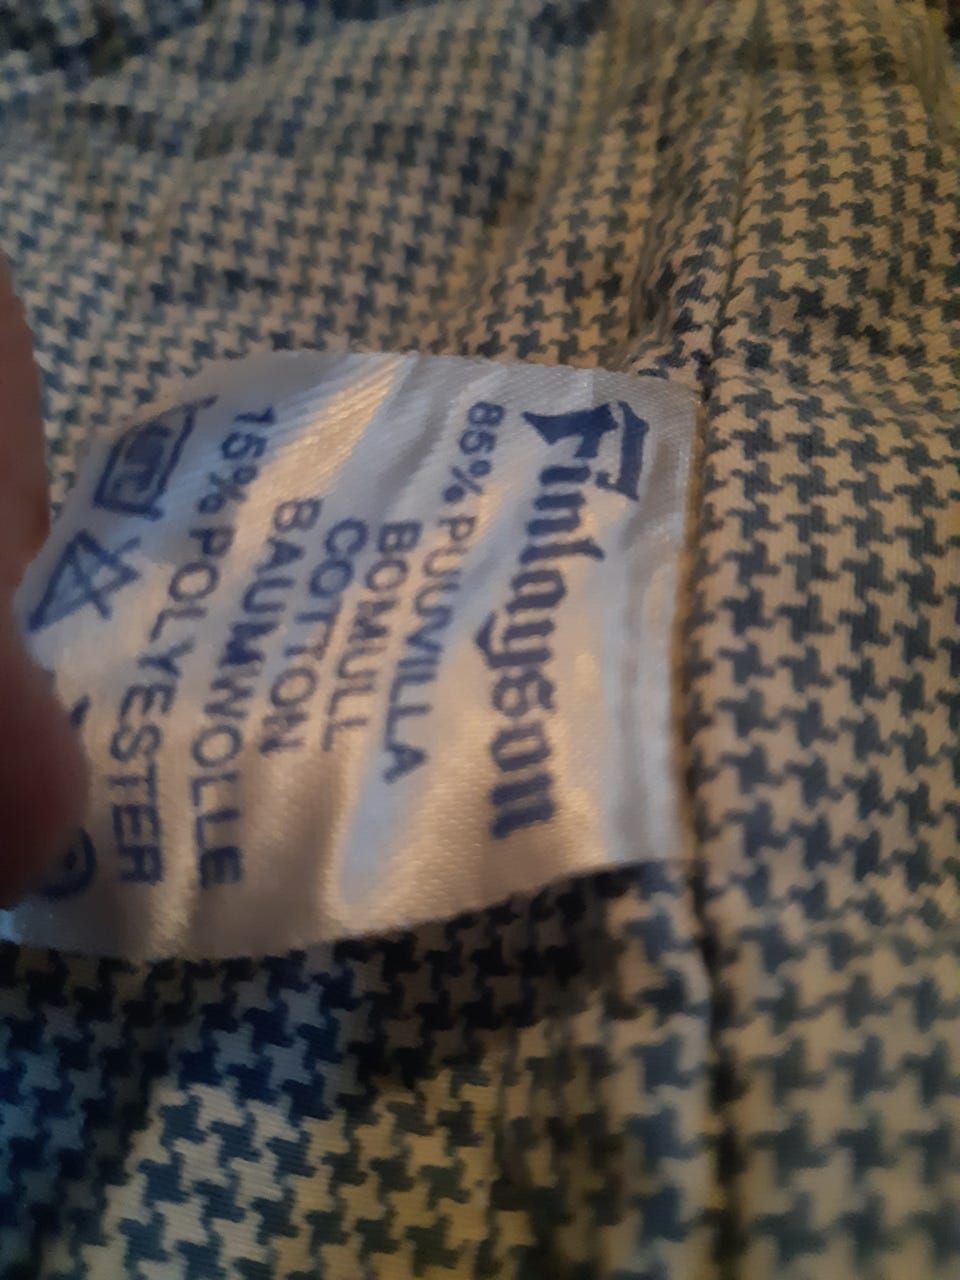 Finlayson
85% PUUVILLA
BOMULL
COTTON
BAUMWOLLE
15% POLYESTER